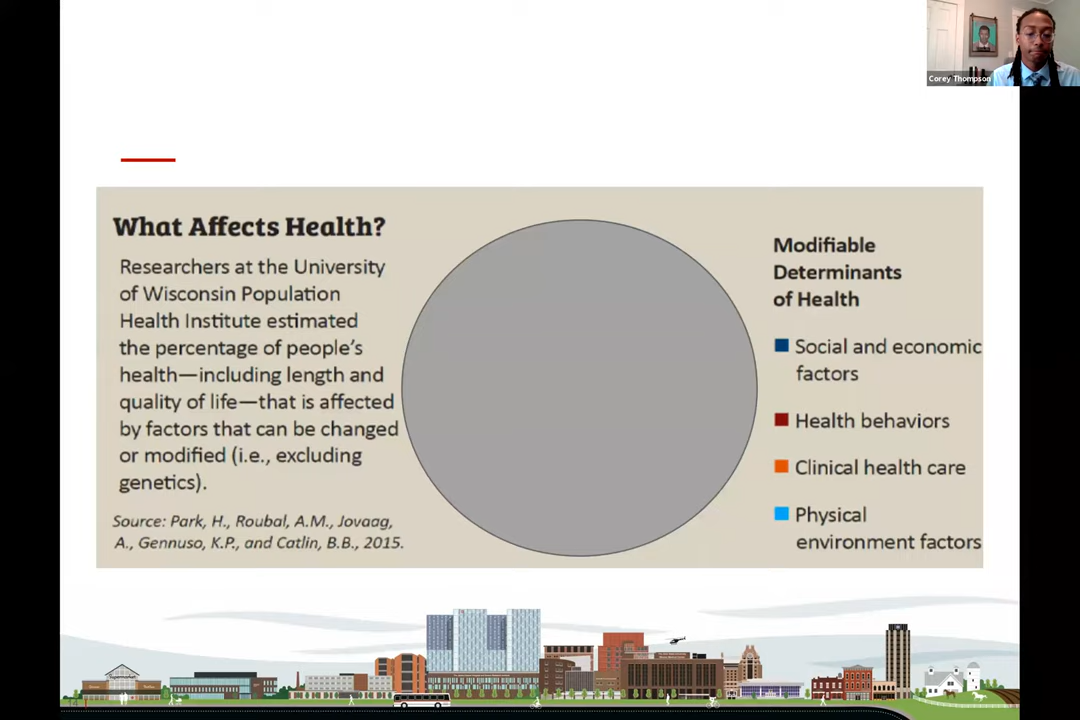 Corey Thompson
What Affects Health?
Researchers at the University
of Wisconsin Population
Health Institute estimated
the percentage of people's
health—including length and
quality of life—that is affected
by factors that can be changed
or modified (i.e., excluding
genetics).
Source: Park, H., Roubal, A.M., Jovaag,
A., Gennuso, K.P., and Catlin, B.B., 2015.
Modifiable
Determinants
of Health
Social and economic
factors
Health behaviors
Clinical health care
Physical
environment factors